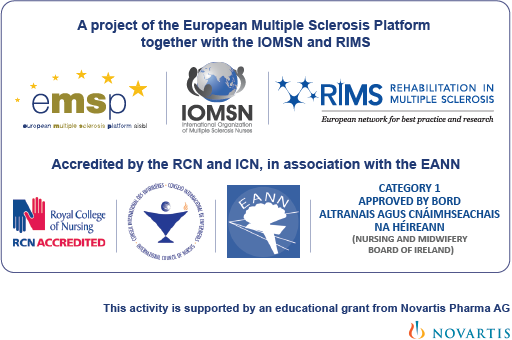 A project of the European Multiple Sclerosis Platform
together with the IOMSN and RIMS
emsp
european multiple sclerosis platform aisbl
IOMSN
International Organization
of Multiple Sclerosis Nurses
RIMS
REHABILITATION IN
MULTIPLE SCLEROSIS
European network for best practice and research
Accredited by the RCN and ICN, in association with the EANN
Royal College
of Nursing
RCN ACCREDITED
INTERNATIONAL COUNCIL OF NURSES
EANN
CATEGORY 1
APPROVED BY BORD
ALTRANAIS AGUS CNÁIMHSEACHAIS
NA HÉIREANN
(NURSING AND MIDWIFERY
BOARD OF IRELAND)
This activity is supported by an educational grant from Novartis Pharma AG
NOVARTIS